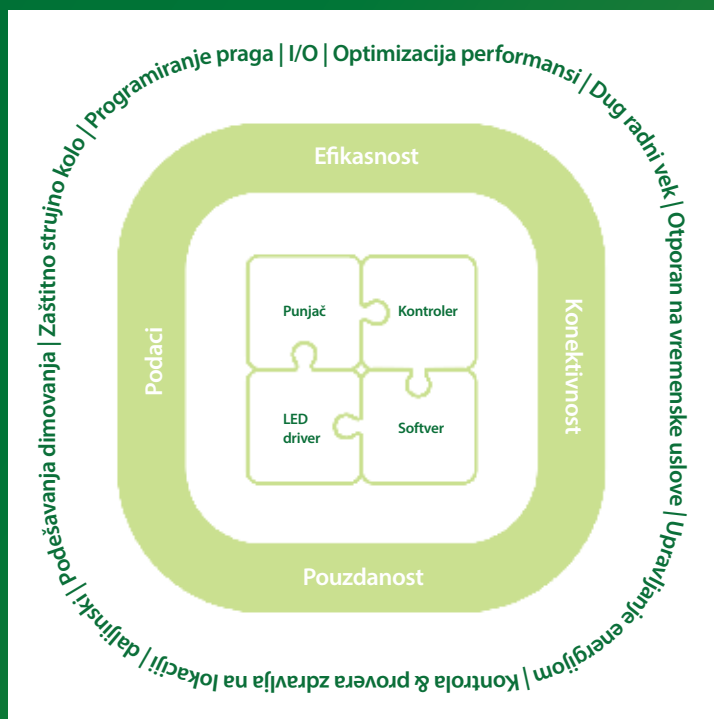 Programiranje praga | I/O | Optimizacija performansi | Dug radni vek | Otporan na vremenske uslove | Upravljanje energijom | Kontrola & provera zdravlja na lokaciji | daljinski | Podešavanja dimovanja | Zaštitno strujno kolo |
Efikasnost
Konektivnost
Pouzdanost
Podaci
Punjač
Kontroler
LED
driver
Softver